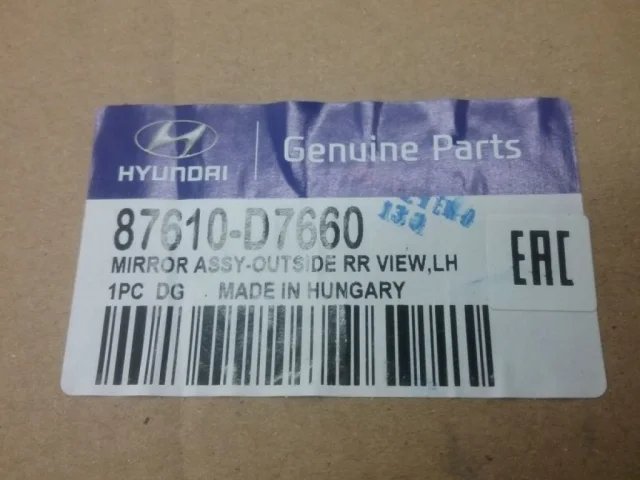 HYUNDAI
Genuine Parts
87610-D7660
MIRROR ASSY-OUTSIDE RR VIEW,LH
1PC DG MADE IN HUNGARY
EAC